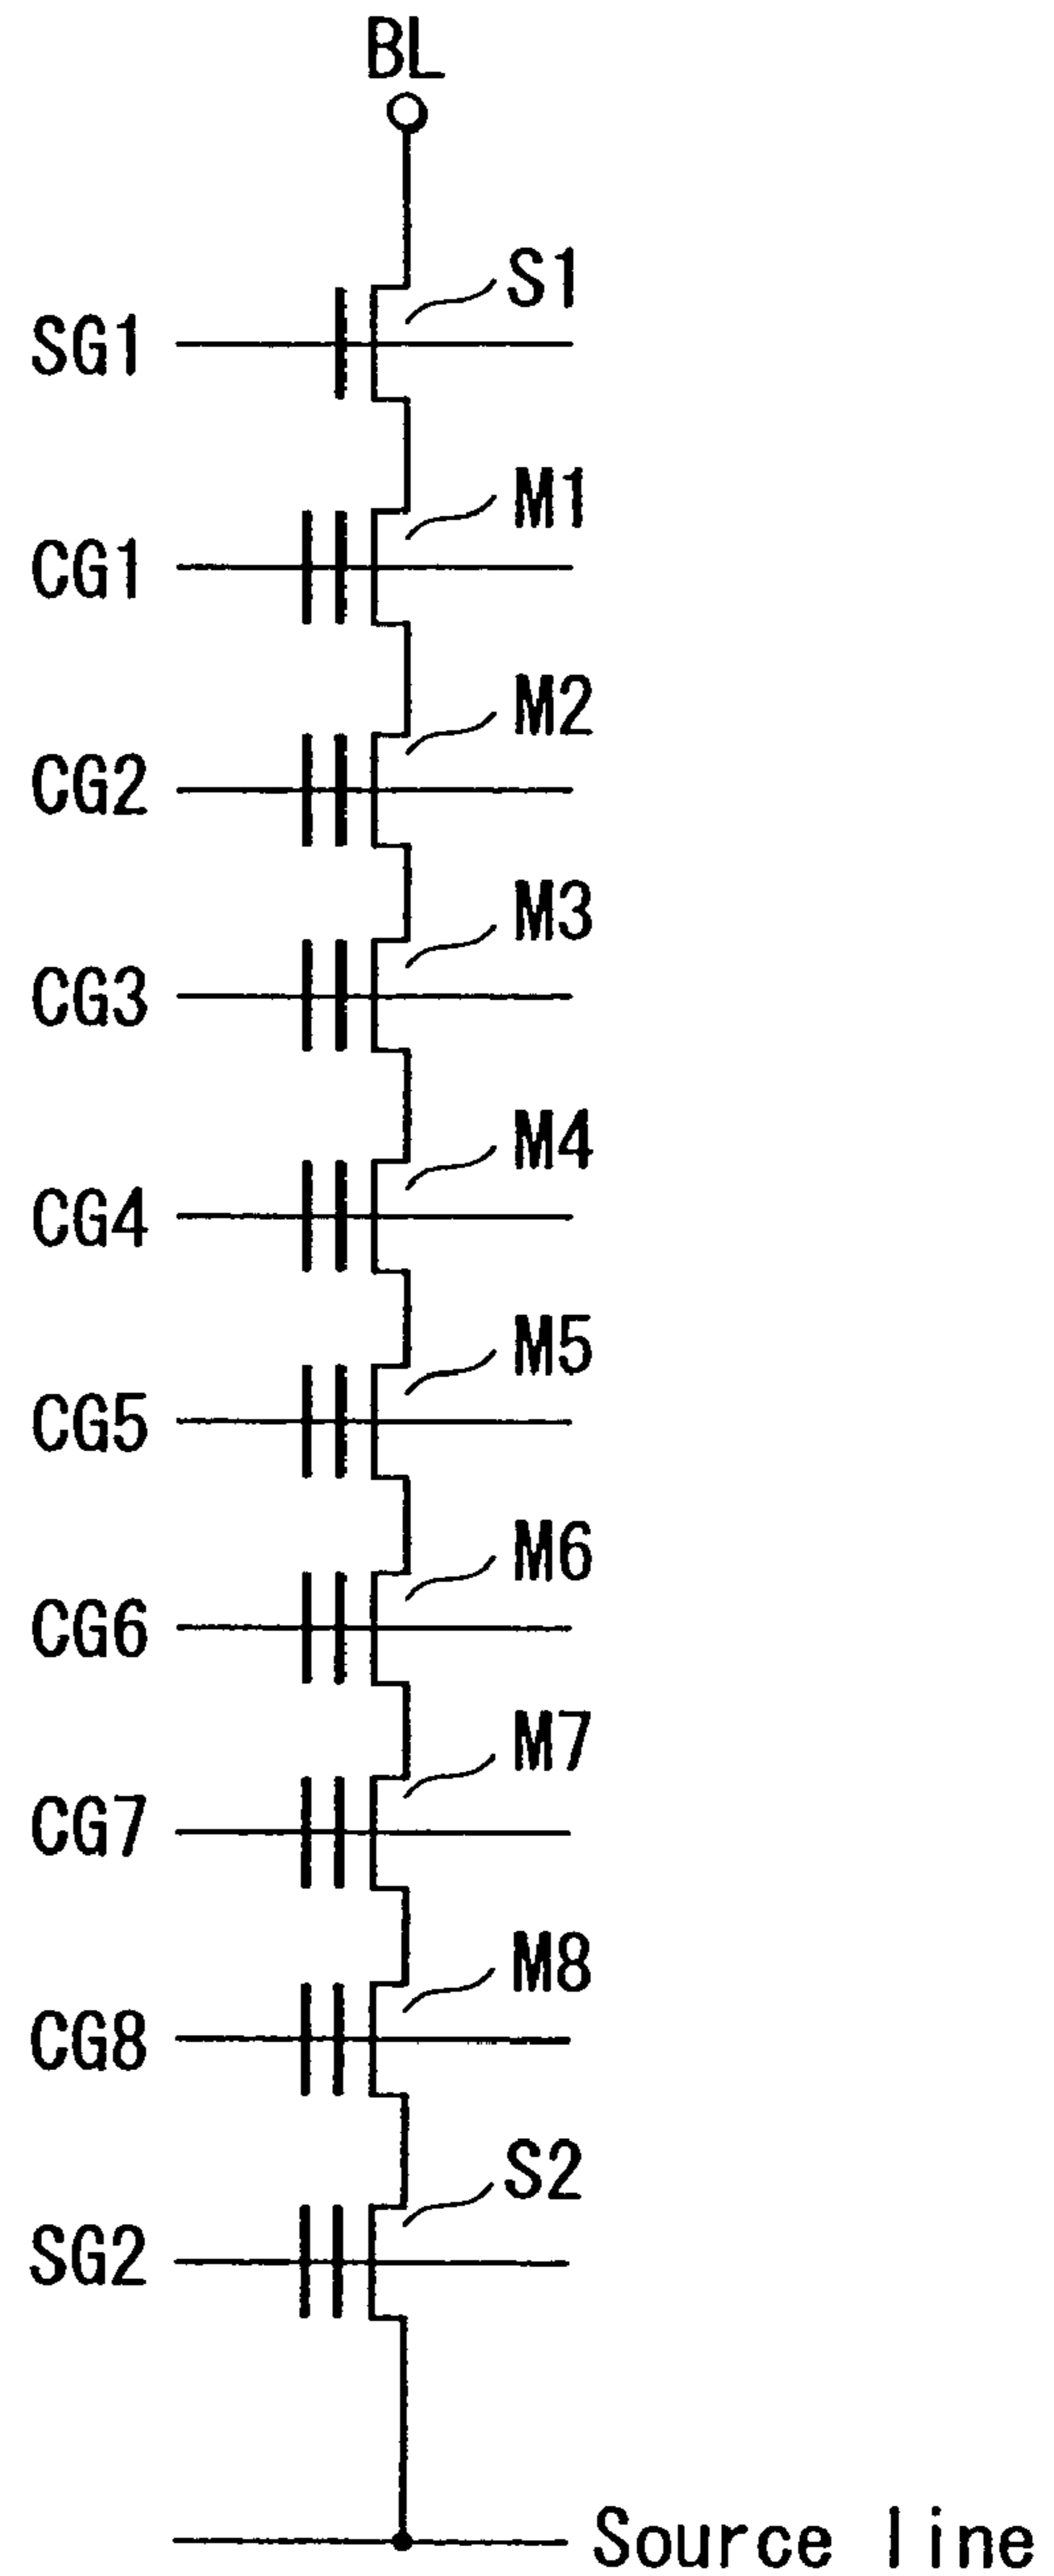 BL
S1
SG1
M1
CG1
M2
CG2
M3
CG3
M4
CG4
M5
CG5
M6
CG6
M7
CG7
M8
CG8
S2
SG2
Source line